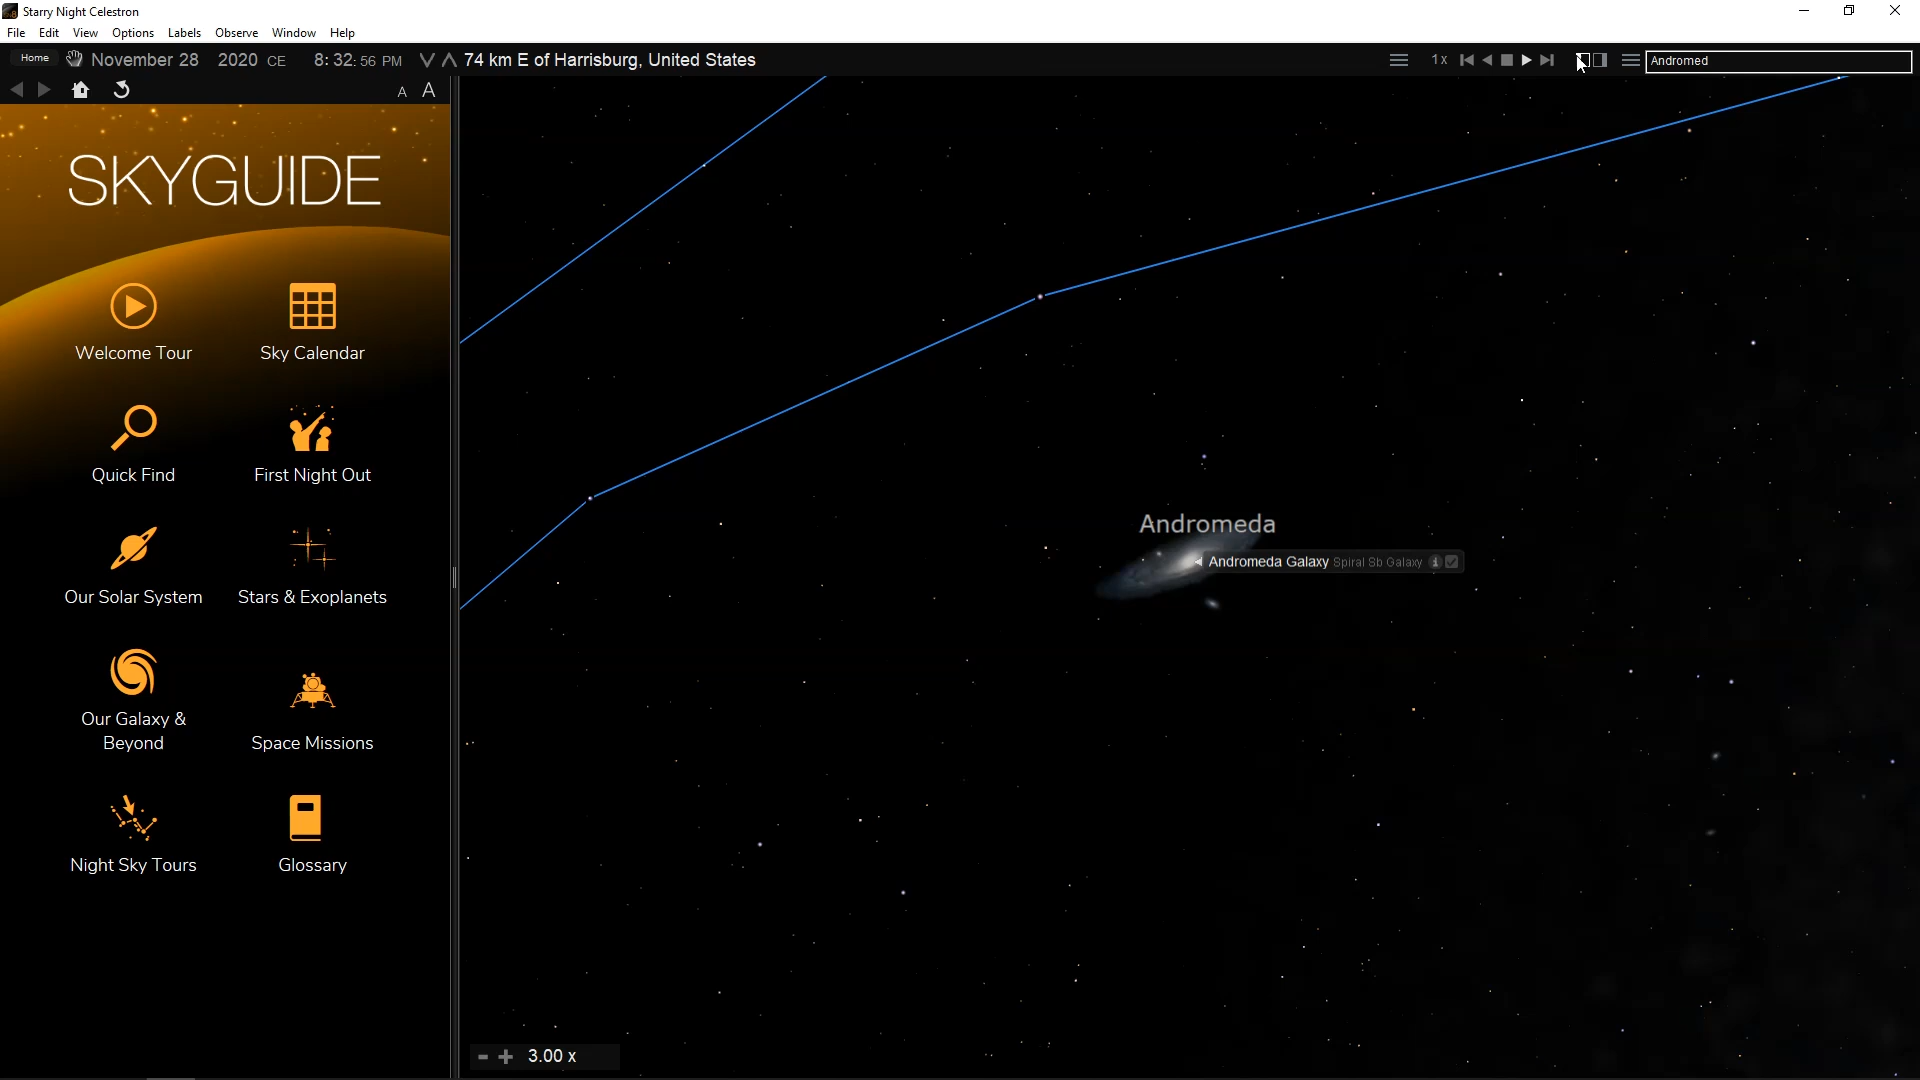 Starry Night Celestron
File Edit View Options Labels Observe Window Help
Home November 28 2020 CE 8:32:56 PM 74 km E of Harrisburg, United States 1x Andromed
A A
SKYGUIDE
Welcome Tour Sky Calendar
Quick Find First Night Out
Our Solar System Stars & Exoplanets
Our Galaxy &
Beyond Space Missions
Night Sky Tours Glossary
Andromeda
Andromeda Galaxy Spiral Sb Galaxy i
- + 3.00 x